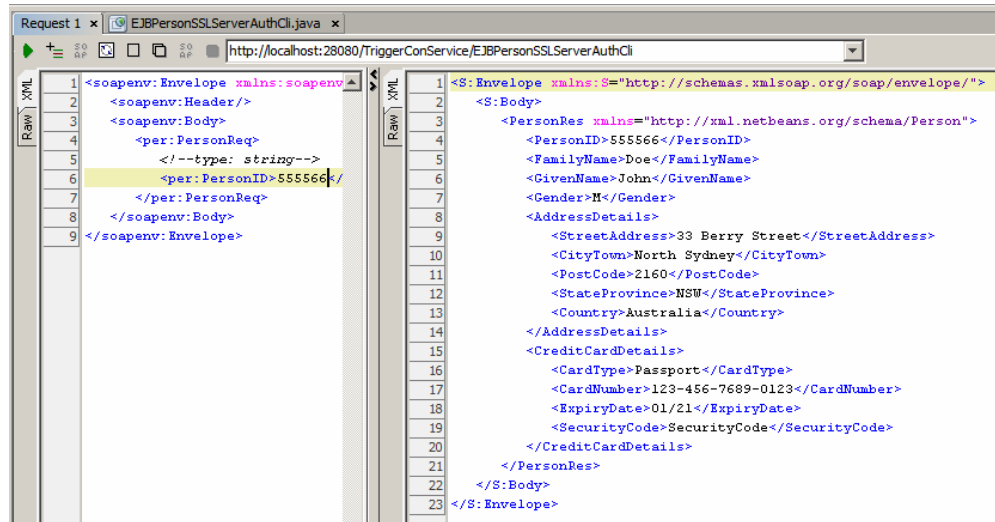 Request 1
EJBPersonSSLServerAuthCli.java
http://localhost:28080/TriggerConService/EJBPersonSSLServerAuthCli
XML
Raw
1 <soapenv:Envelope xmlns:soapenv
2 <soapenv:Header/>
3 <soapenv:Body>
4 <per:PersonReq>
5 <!--type: string-->
6 <per:PersonID>555566</
7 </per:PersonReq>
8 </soapenv:Body>
9 </soapenv:Envelope>
XML
Raw
1 <S:Envelope xmlns:S="http://schemas.xmlsoap.org/soap/envelope/">
2 <S:Body>
3 <PersonRes xmlns="http://xml.netbeans.org/schema/Person">
4 <PersonID>555566</PersonID>
5 <FamilyName>Doe</FamilyName>
6 <GivenName>John</GivenName>
7 <Gender>M</Gender>
8 <AddressDetails>
9 <StreetAddress>33 Berry Street</StreetAddress>
10 <CityTown>North Sydney</CityTown>
11 <PostCode>2160</PostCode>
12 <StateProvince>NSW</StateProvince>
13 <Country>Australia</Country>
14 </AddressDetails>
15 <CreditCardDetails>
16 <CardType>Passport</CardType>
17 <CardNumber>123-456-7689-0123</CardNumber>
18 <ExpiryDate>01/21</ExpiryDate>
19 <SecurityCode>SecurityCode</SecurityCode>
20 </CreditCardDetails>
21 </PersonRes>
22 </S:Body>
23 </S:Envelope>